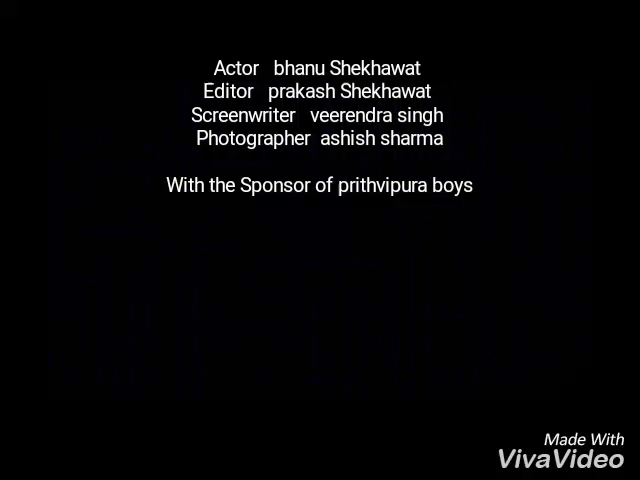 Actor bhanu Shekhawat
Editor prakash Shekhawat
Screenwriter veerendra singh
Photographer ashish sharma
With the Sponsor of prithvipura boys
Made With
VivaVideo